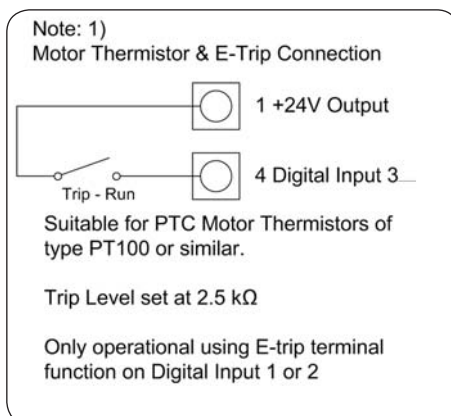 Note: 1)
Motor Thermistor & E-Trip Connection
1 +24V Output
4 Digital Input 3
Trip - Run
Suitable for PTC Motor Thermistors of
type PT100 or similar.
Trip Level set at 2.5 kΩ
Only operational using E-trip terminal
function on Digital Input 1 or 2